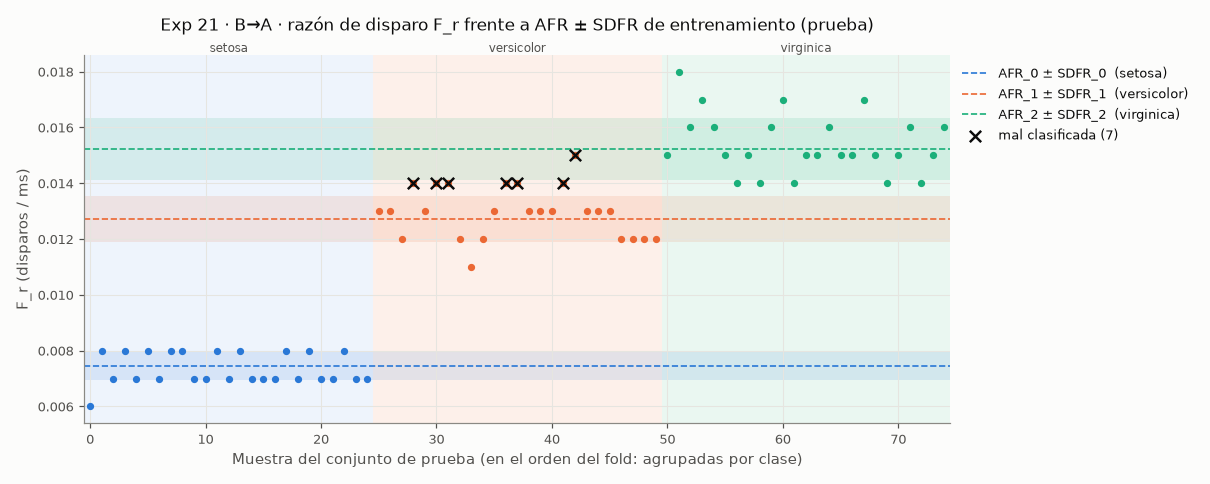 Exp 21 · B→A · razón de disparo F_r frente a AFR ± SDFR de entrenamiento (prueba)
setosa versicolor virginica
0.018
0.016
0.014
0.012
0.010
0.008
0.006
F_r (disparos / ms)
0 10 20 30 40 50 60 70
Muestra del conjunto de prueba (en el orden del fold: agrupadas por clase)
AFR_0 ± SDFR_0 (setosa)
AFR_1 ± SDFR_1 (versicolor)
AFR_2 ± SDFR_2 (virginica)
mal clasificada (7)